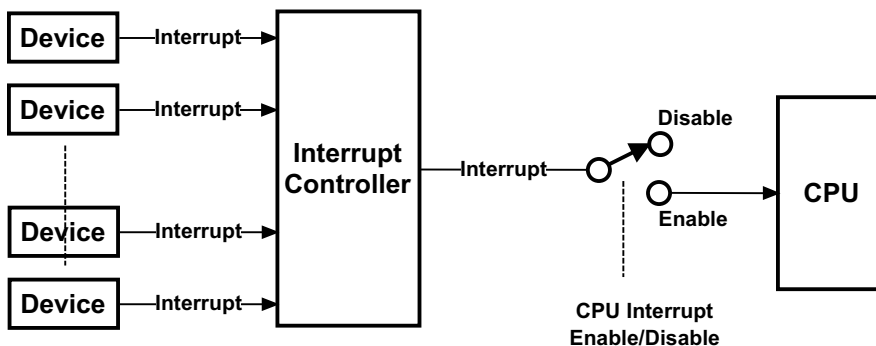 Device
Interrupt
Device
Interrupt
Device
Interrupt
Device
Interrupt
Interrupt
Controller
Interrupt
Disable
Enable
CPU Interrupt
Enable/Disable
CPU